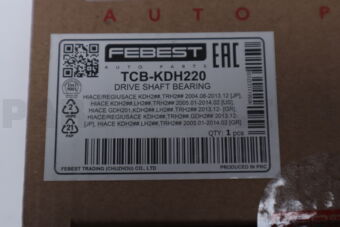 AUTO P
FEBEST
AUTO PARTS
EAC
TCB-KDH220
DRIVE SHAFT BEARING
HIACE/REGIUSACE KDH2##,TRH2## 2004.08-2013.12 [JP],
HIACE KDH2##,LH2##,TRH2## 2005.01-2014.02 [US]
HIACE GDH201,KDH2##,LH2##,TRH2## 2013.12- [GR]
HIACE/REGIUSACE KDH2##,TRH2##,GDH2## 2013.12-
[JP], HIACE KDH2##,LH2##,TRH2## 2005.01-2014.02 [GR]
QTY: 1 pcs
FEBEST TRADING (CHUZHOU) CO., LTD
PRODUCED IN PRC
2
21
PAP